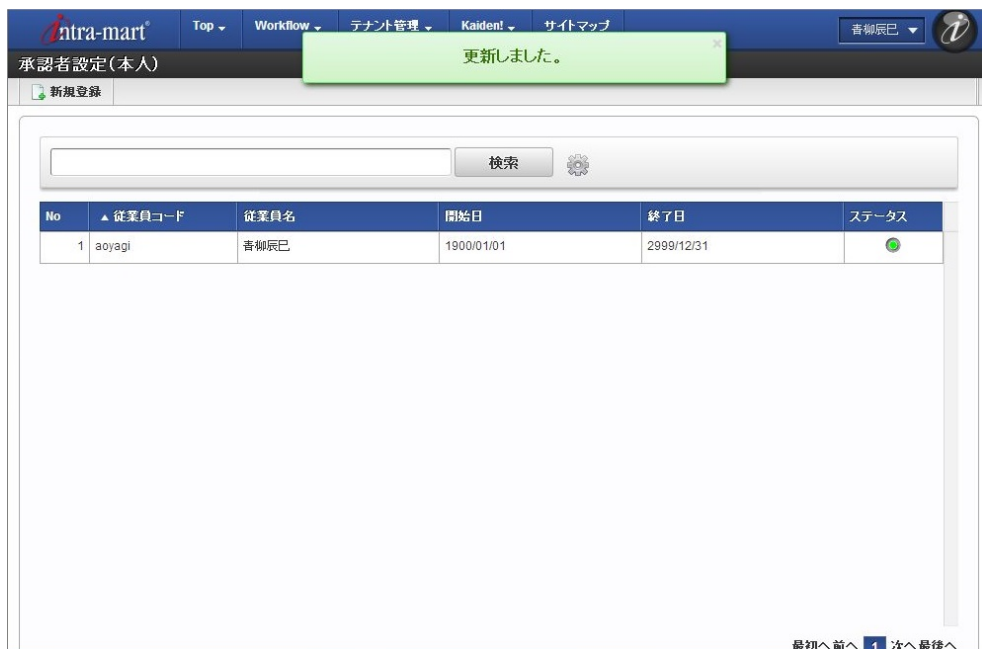 intra-mart® Top Workflow テナント管理 Kaiden! サイトマップ 青柳辰巳
更新しました。
承認者設定(本人)
新規登録
検索
No ▲ 従業員コード 従業員名 開始日 終了日 ステータス
1 aoyagi 青柳辰巳 1900/01/01 2999/12/31
最初へ 前へ 1 次へ 最後へ